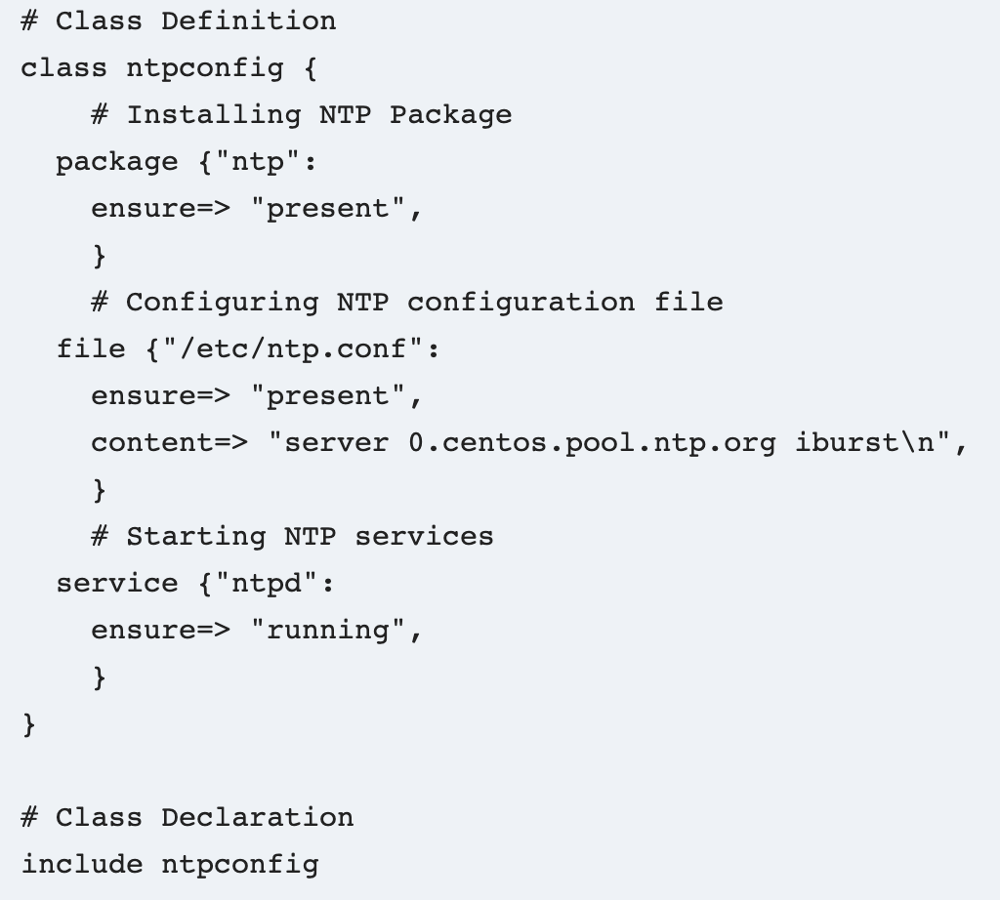 # Class Definition
class ntpconfig {
    # Installing NTP Package
  package {"ntp":
    ensure=> "present",
    }
    # Configuring NTP configuration file
  file {"/etc/ntp.conf":
    ensure=> "present",
    content=> "server 0.centos.pool.ntp.org iburst\n",
    }
    # Starting NTP services
  service {"ntpd":
    ensure=> "running",
    }
}

# Class Declaration
include ntpconfig